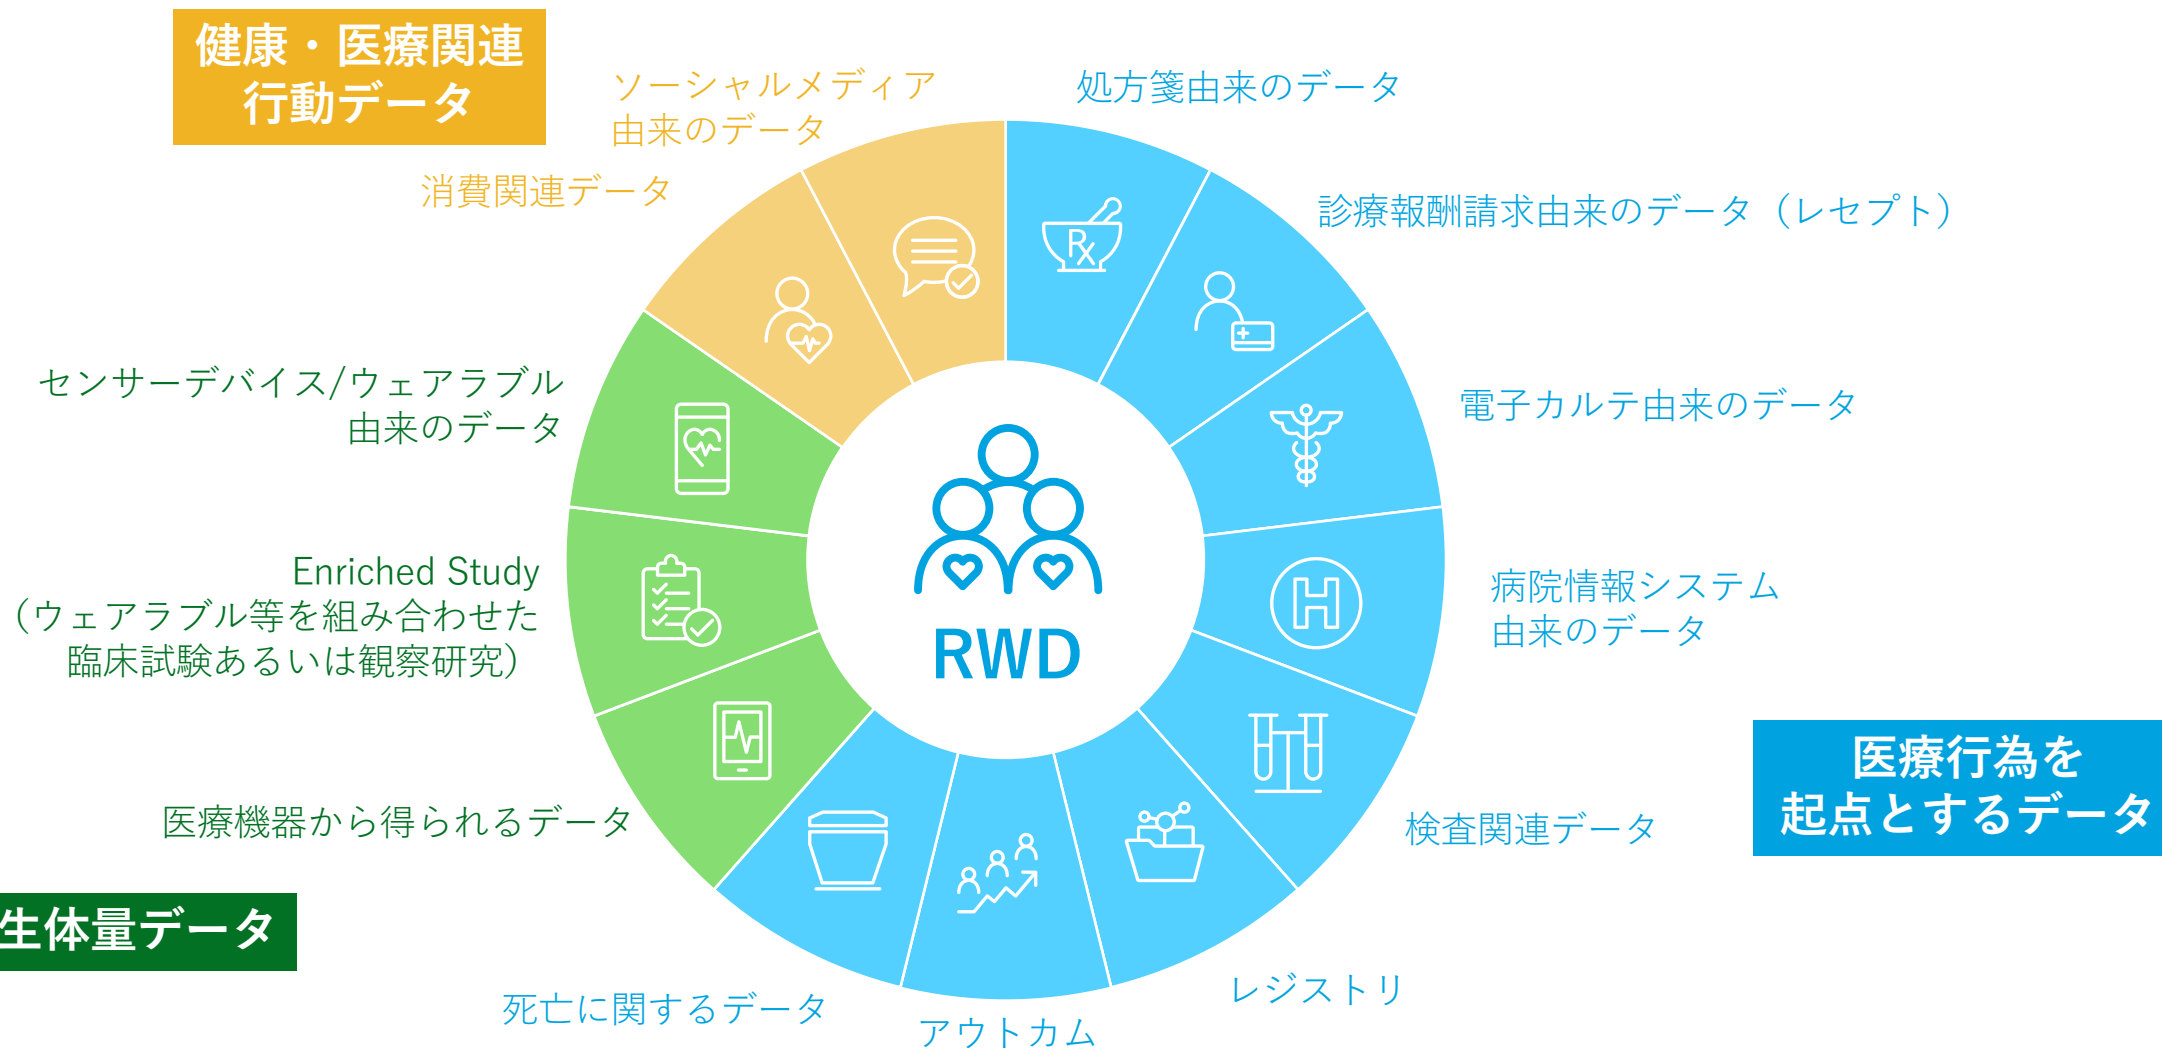 健康・医療関連
行動データ
ソーシャルメディア
由来のデータ
消費関連データ
処方箋由来のデータ
診療報酬請求由来のデータ（レセプト）
電子カルテ由来のデータ
病院情報システム
由来のデータ
検査関連データ
医療行為を
起点とするデータ
レジストリ
アウトカム
死亡に関するデータ
生体量データ
医療機器から得られるデータ
Enriched Study
（ウェアラブル等を組み合わせた
臨床試験あるいは観察研究）
センサーデバイス/ウェアラブル
由来のデータ
Rx
H
RWD